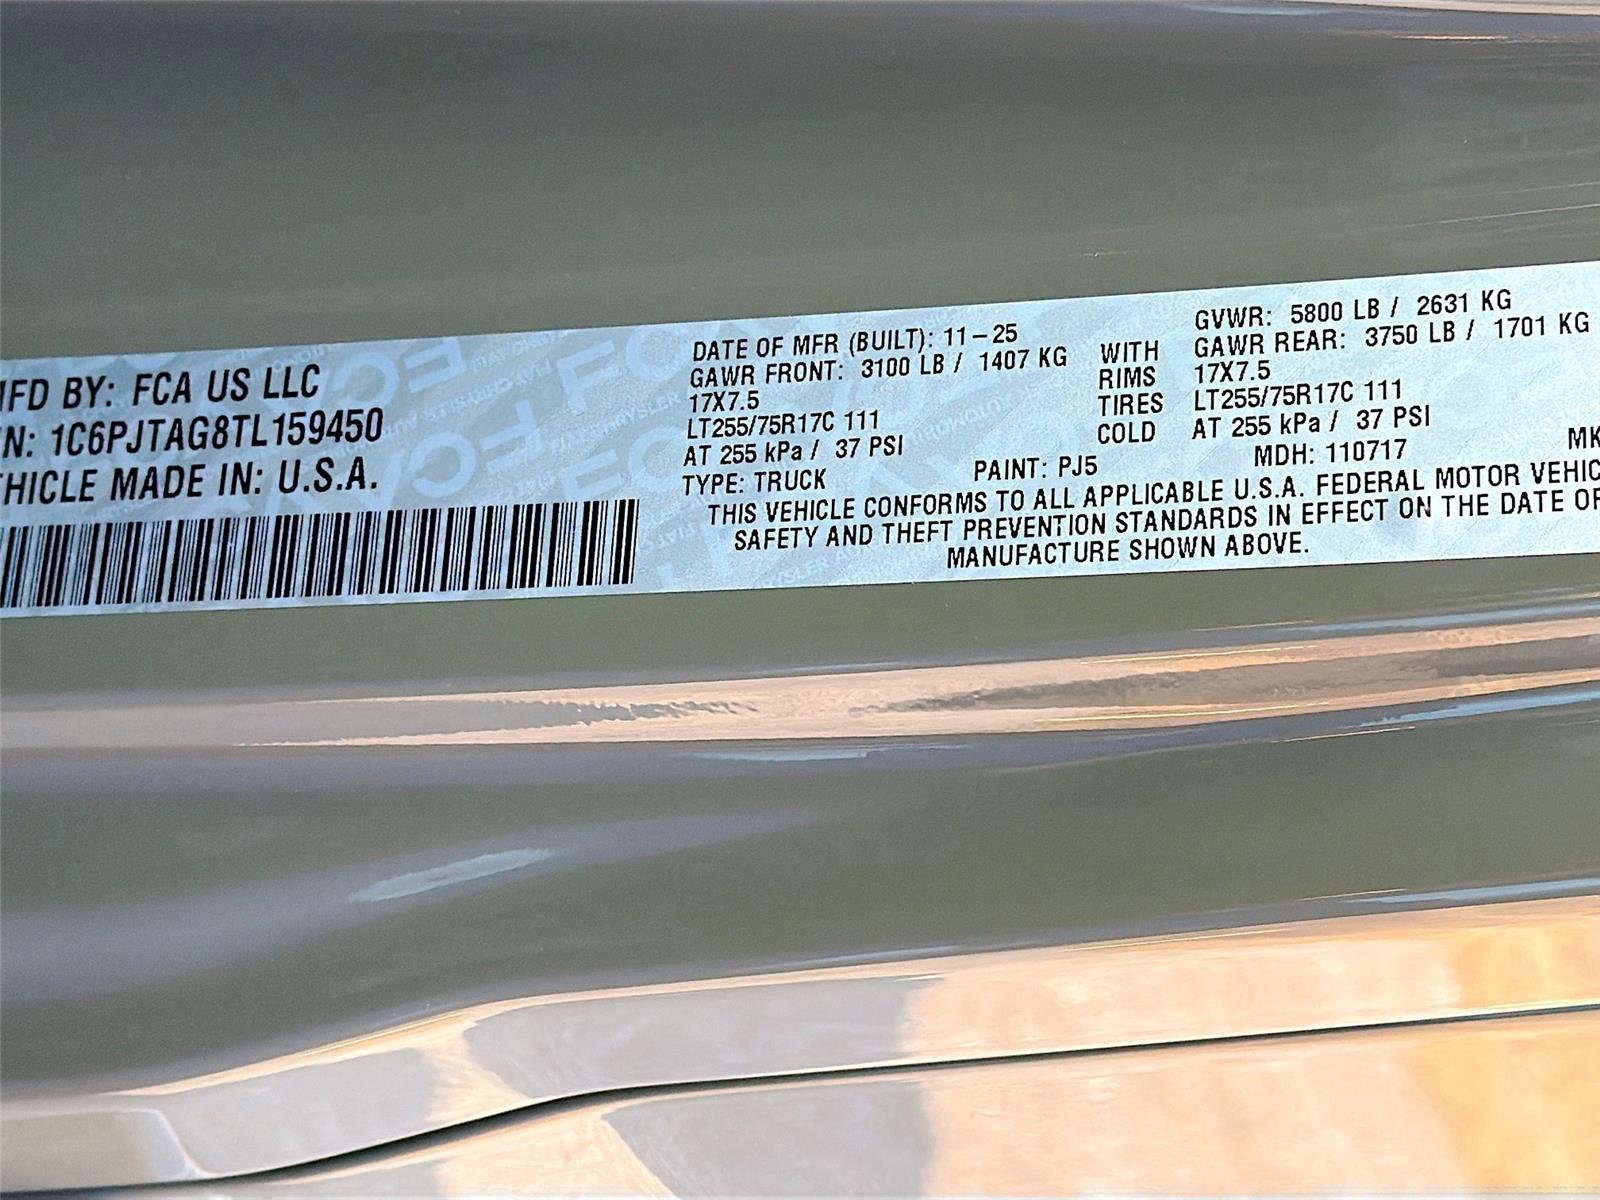 MFD BY: FCA US LLC
IN: 1C6PJTAG8TL159450
EHICLE MADE IN: U.S.A.
DATE OF MFR (BUILT): 11-25
GAWR FRONT: 3100 LB / 1407 KG
17X7.5
LT255/75R17C 111
AT 255 kPa / 37 PSI
TYPE: TRUCK
WITH
RIMS
TIRES
COLD
GVWR: 5800 LB / 2631 KG
GAWR REAR: 3750 LB / 1701 KG
17X7.5
LT255/75R17C 111
AT 255 kPa / 37 PSI
PAINT: PJ5 MDH: 110717 MK
THIS VEHICLE CONFORMS TO ALL APPLICABLE U.S.A. FEDERAL MOTOR VEHIC
SAFETY AND THEFT PREVENTION STANDARDS IN EFFECT ON THE DATE OF
MANUFACTURE SHOWN ABOVE.